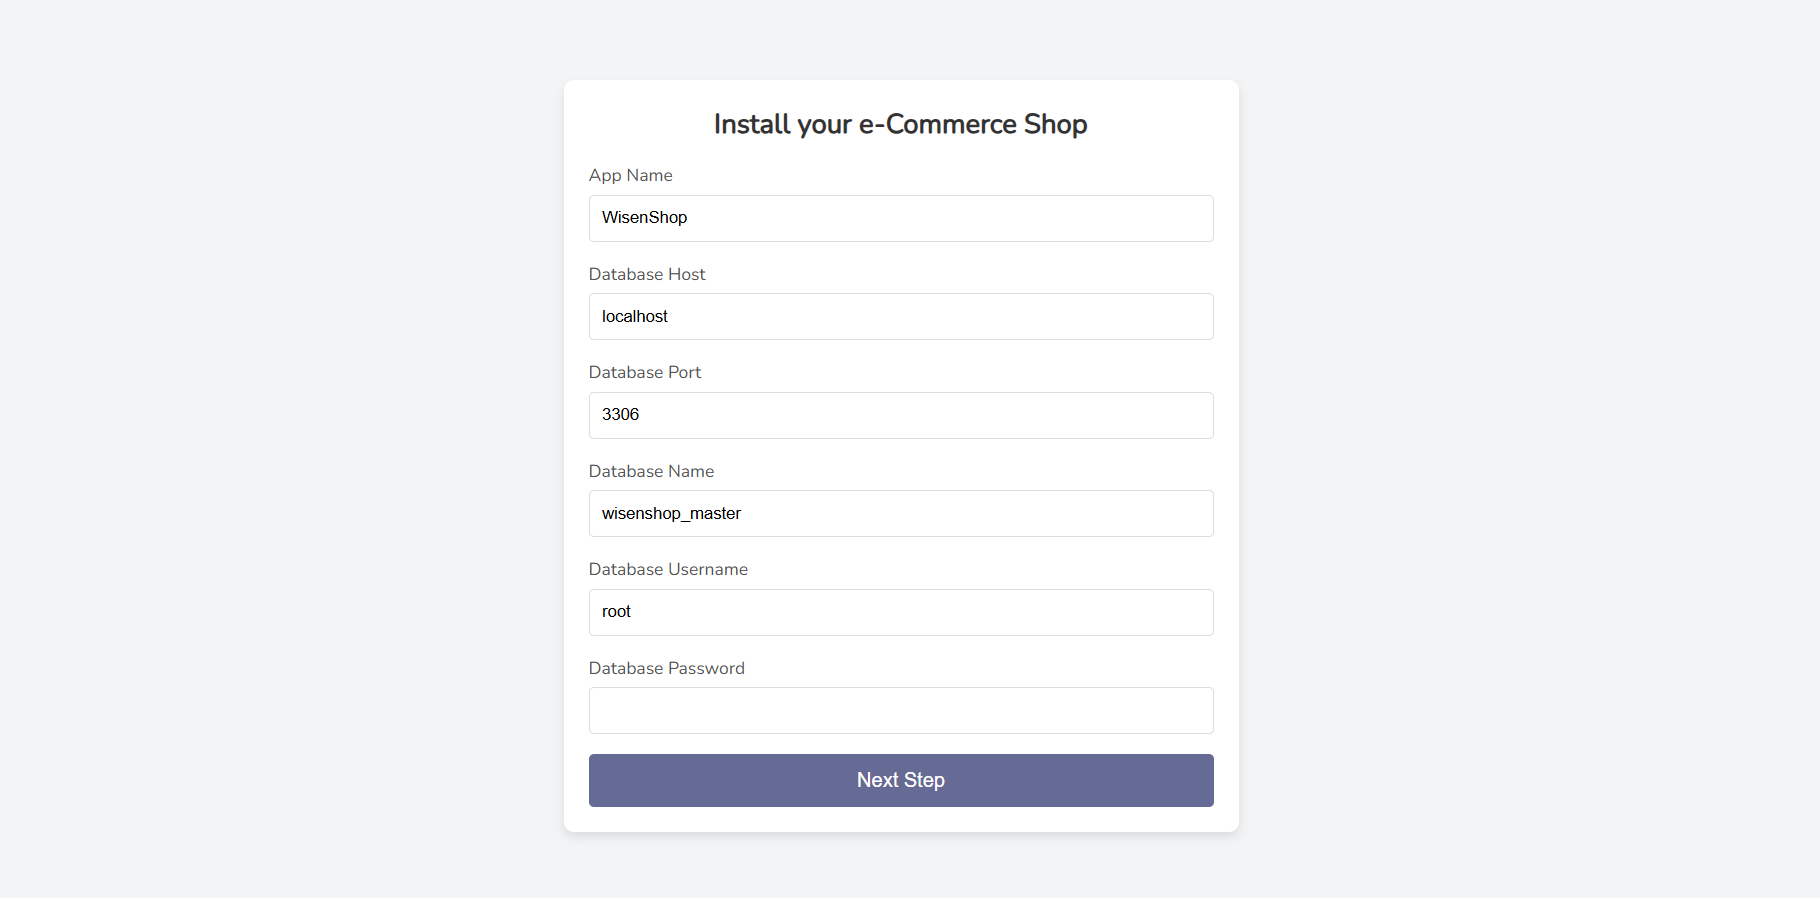 Install your e-Commerce Shop
App Name
WisenShop
Database Host
localhost
Database Port
3306
Database Name
wisenshop_master
Database Username
root
Database Password
Next Step